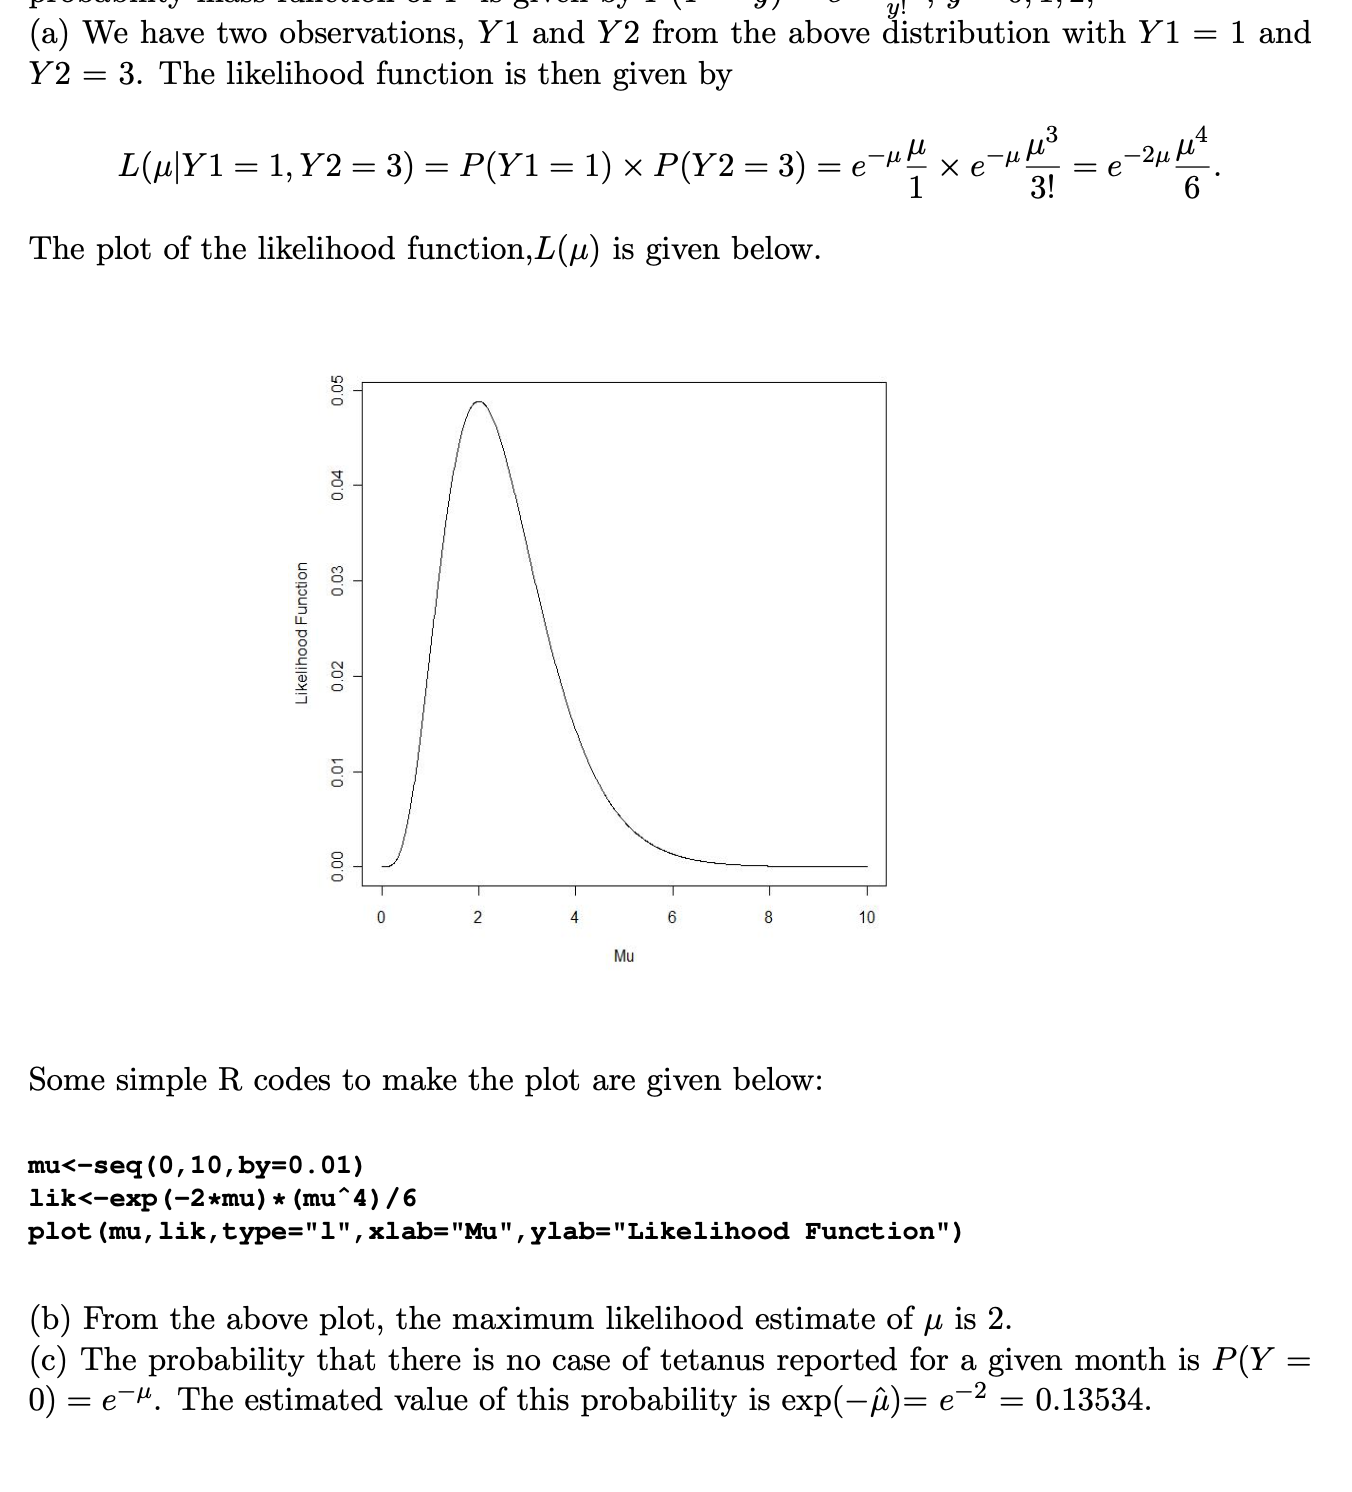 (a) We have two observations, Y1 and Y2 from the above distribution with Y1 = 1 and
Y2 = 3. The likelihood function is then given by
L(μ|Y1 = 1, Y2 = 3) = P(Y1 = 1) × P(Y2 = 3) = e^{−μ} μ/1 × e^{−μ} μ^3/3! = e^{−2μ} μ^4/6.
The plot of the likelihood function,L(μ) is given below.
0.05
0.04
0.03
0.02
0.01
0.00
Likelihood Function
0 2 4 6 8 10
Mu
Some simple R codes to make the plot are given below:
mu<-seq(0,10,by=0.01)
lik<-exp(-2*mu)*(mu^4)/6
plot(mu,lik,type="l",xlab="Mu",ylab="Likelihood Function")
(b) From the above plot, the maximum likelihood estimate of μ is 2.
(c) The probability that there is no case of tetanus reported for a given month is P(Y =
0) = e^{−μ}. The estimated value of this probability is exp(−μ̂)= e^{−2} = 0.13534.